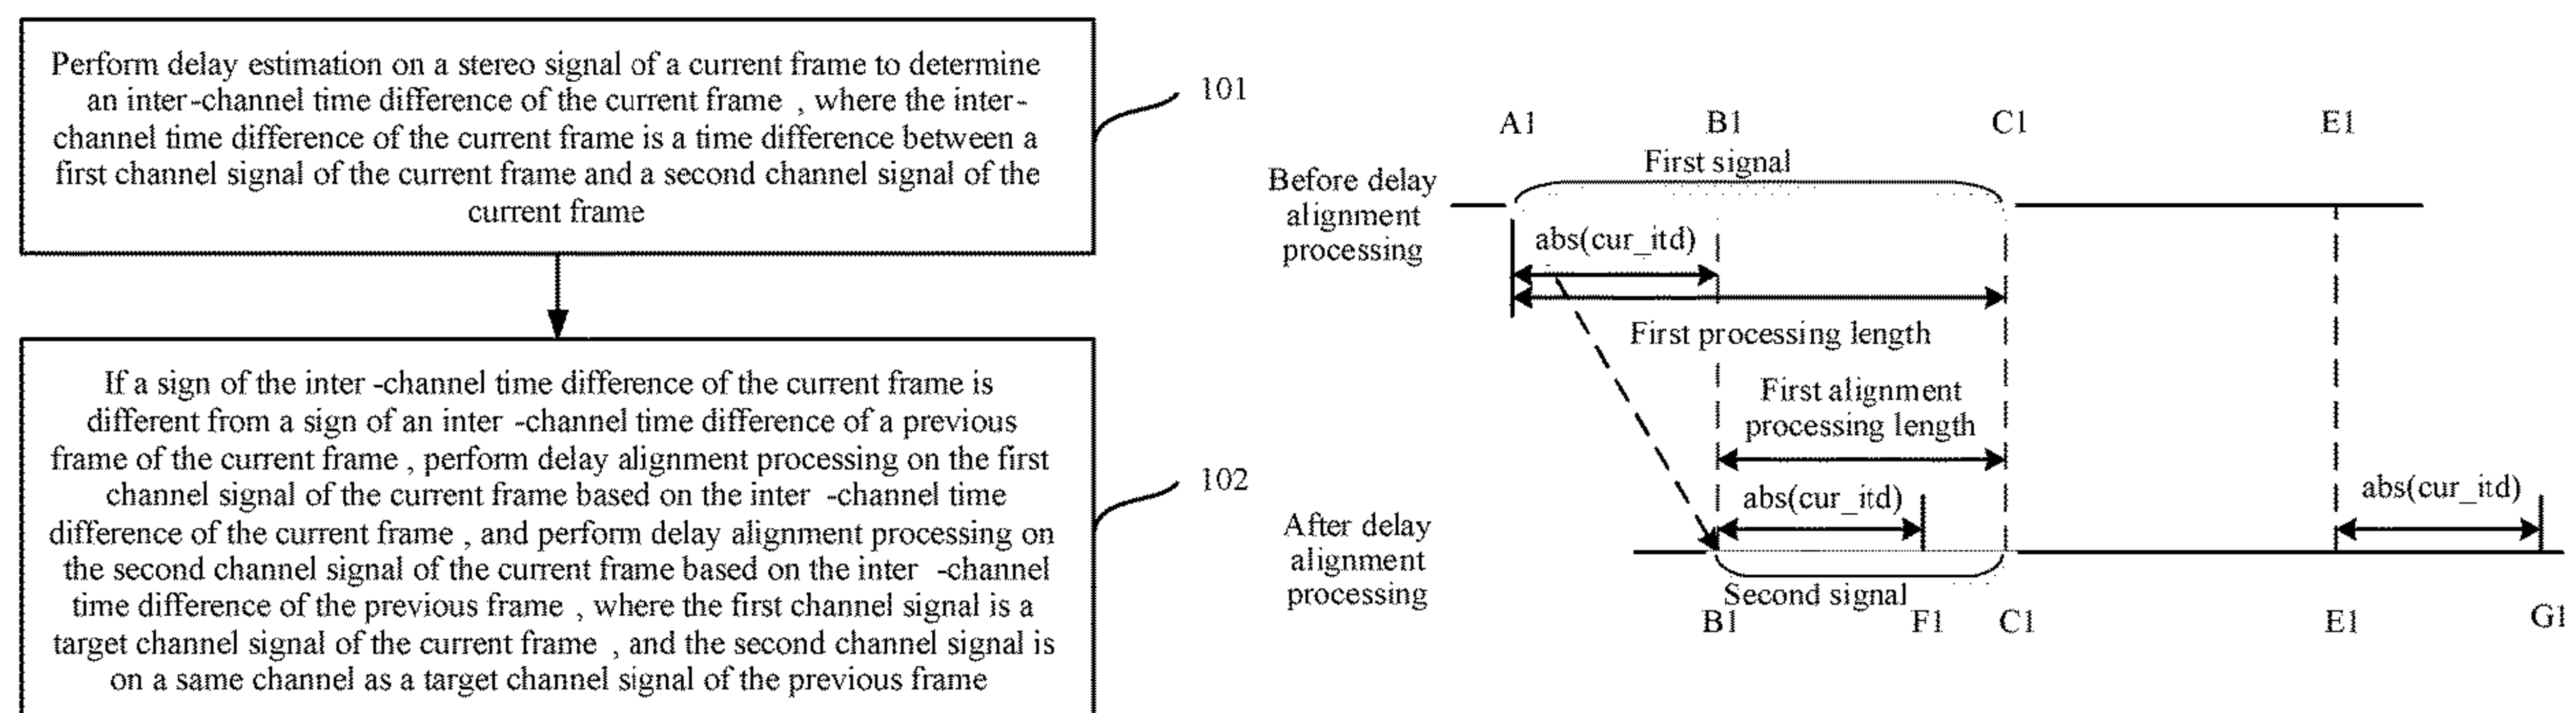 Perform delay estimation on a stereo signal of a current frame to determine
an inter-channel time difference of the current frame , where the inter-
channel time difference of the current frame is a time difference between a
first channel signal of the current frame and a second channel signal of the
current frame
101
If a sign of the inter -channel time difference of the current frame is
different from a sign of an inter -channel time difference of a previous
frame of the current frame , perform delay alignment processing on the first
channel signal of the current frame based on the inter -channel time
difference of the current frame , and perform delay alignment processing on
the second channel signal of the current frame based on the inter -channel
time difference of the previous frame , where the first channel signal is a
target channel signal of the current frame , and the second channel signal is
on a same channel as a target channel signal of the previous frame
102
A1
B1
C1
E1
First signal
Before delay
alignment
processing
abs(cur_itd)
First processing length
First alignment
processing length
abs(cur_itd)
abs(cur_itd)
After delay
alignment
processing
Second signal
B1
F1
C1
E1
G1